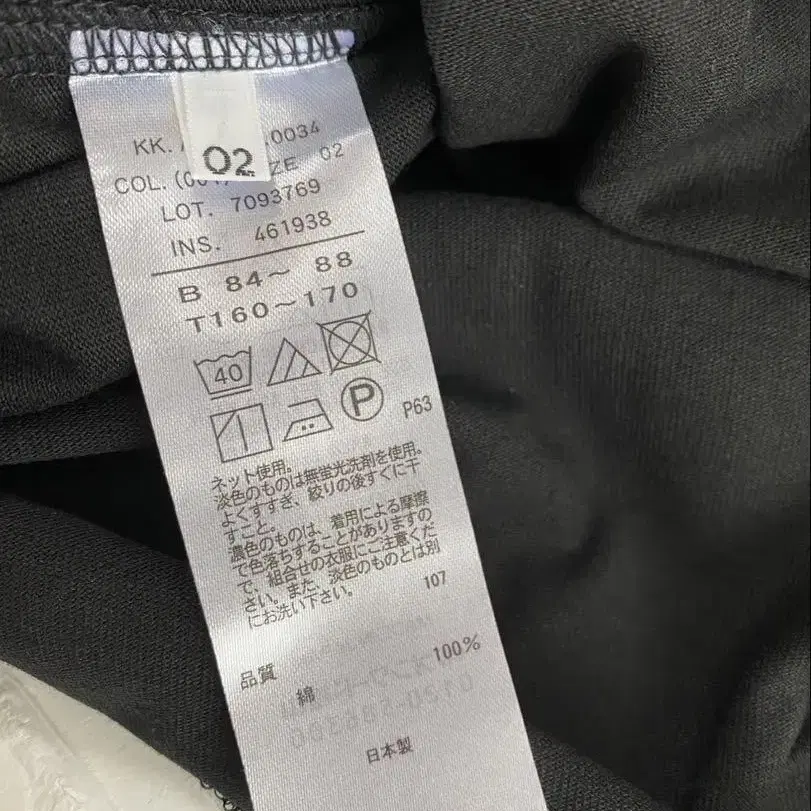 02
KK. 0034
COL. ZE 02
LOT. 7093769
INS. 461938
B 84～ 88
T160～170
40
P P63
ネット使用。
淡色のものは無蛍光洗剤を使用。
よくすすぎ、絞りの後すぐに干
すこと。
濃色のものは、着用による摩擦
で色落ちすることがありますの
で、組合せの衣服にご注意くだ
さい。また、淡色のものとは別
にお洗い下さい。
107
品質 綿 100%
日本製